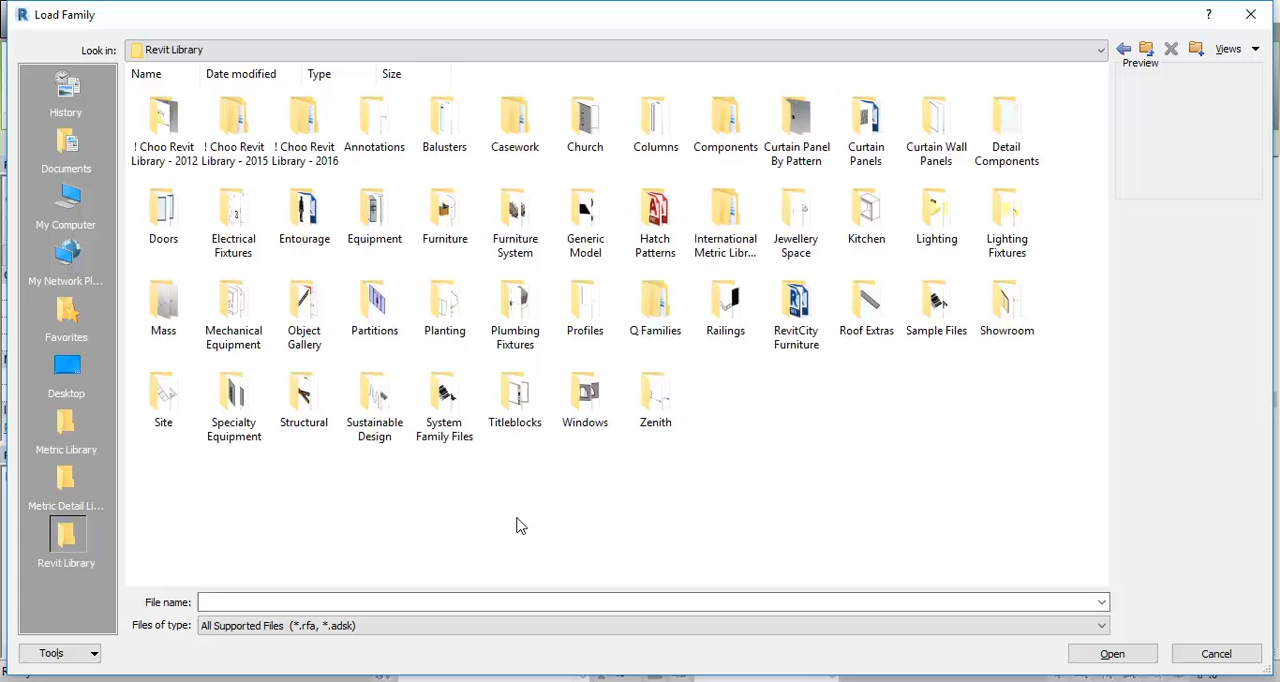 Load Family
?
Look in:
Revit Library
Views
Preview
Name
Date modified
Type
Size
History
Documents
My Computer
My Network Pl...
Favorites
Desktop
Metric Library
Metric Detail Li...
Revit Library
! Choo Revit
Library - 2012
! Choo Revit
Library - 2015
! Choo Revit
Library - 2016
Annotations
Balusters
Casework
Church
Columns
Components
Curtain Panel
By Pattern
Curtain
Panels
Curtain Wall
Panels
Detail
Components
Doors
Electrical
Fixtures
Entourage
Equipment
Furniture
Furniture
System
Generic
Model
Hatch
Patterns
International
Metric Libr...
Jewellery
Space
Kitchen
Lighting
Lighting
Fixtures
Mass
Mechanical
Equipment
Object
Gallery
Partitions
Planting
Plumbing
Fixtures
Profiles
Q Families
Railings
RevitCity
Furniture
Roof Extras
Sample Files
Showroom
Site
Specialty
Equipment
Structural
Sustainable
Design
System
Family Files
Titleblocks
Windows
Zenith
File name:
Files of type:
All Supported Files (*.rfa, *.adsk)
Tools
Open
Cancel